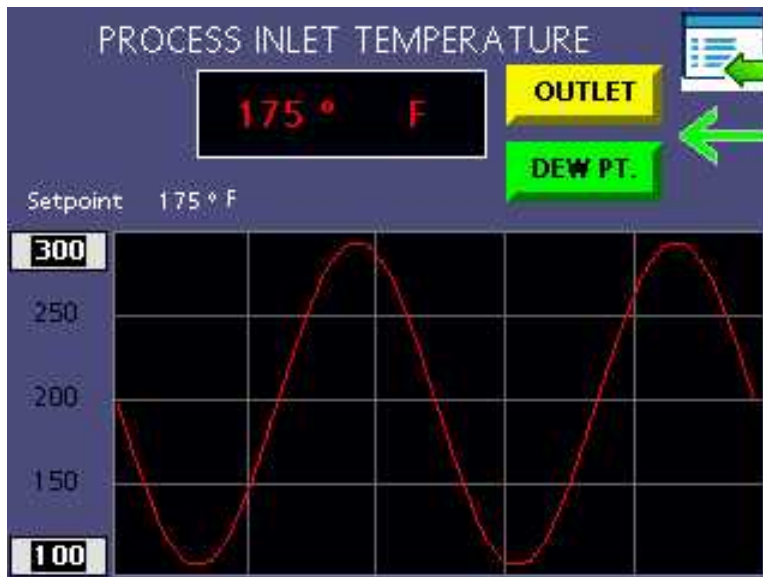 PROCESS INLET TEMPERATURE
175 ° F
OUTLET
DEW PT.
Setpoint 175 ° F
300
250
200
150
100